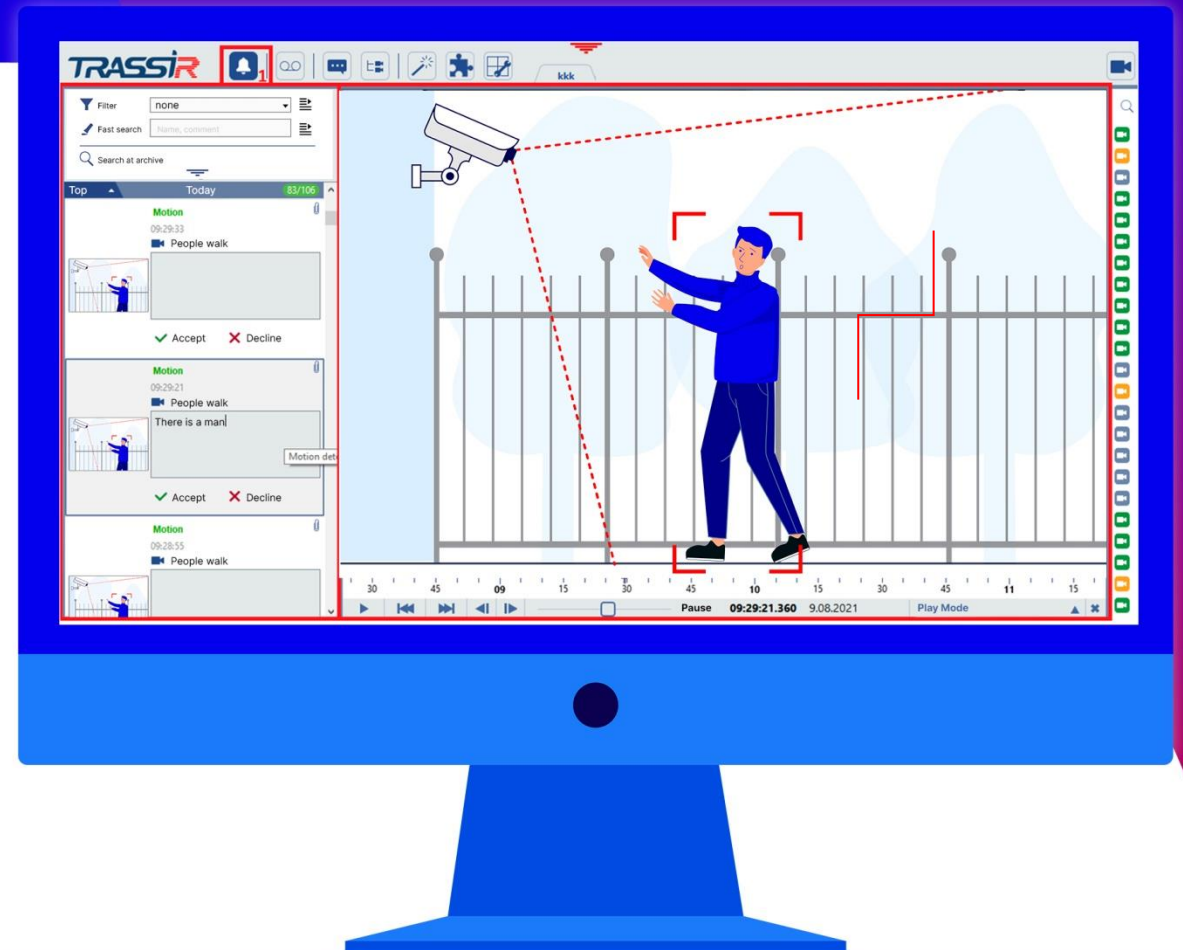 TRASSIR
1
kkk
Filter none
Fast search Name, comment
Search at archive
Top Today 83/106
Motion
09:29:33
People walk
Accept Decline
Motion
09:29:21
People walk
There is a man
Motion det
Accept Decline
Motion
09:28:55
People walk
30 45 09 15 30 45 10 15 30 45 11 15
Pause 09:29:21.360 9.08.2021 Play Mode